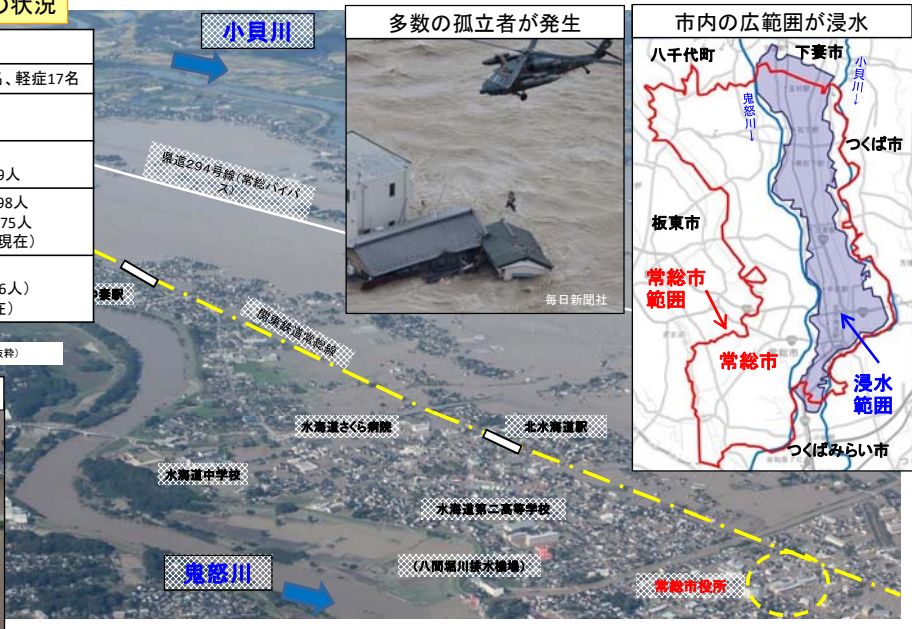 の状況
、軽症17名
9人
98人
75人
現在）
6人）
在）
抜粋）
小貝川
県道294号線（常総バイパ
ス）
多数の孤立者が発生
毎日新聞社
市内の広範囲が浸水
八千代町
下妻市
小貝川→
鬼怒川→
つくば市
板東市
常総市
範囲
常総市
浸水
範囲
つくばみらい市
妻駅
関東鉄道常総線
水海道さくら病院
北水海道駅
水海道中学校
水海道第二高等学校
（八間堀川排水機場）
鬼怒川
常総市役所